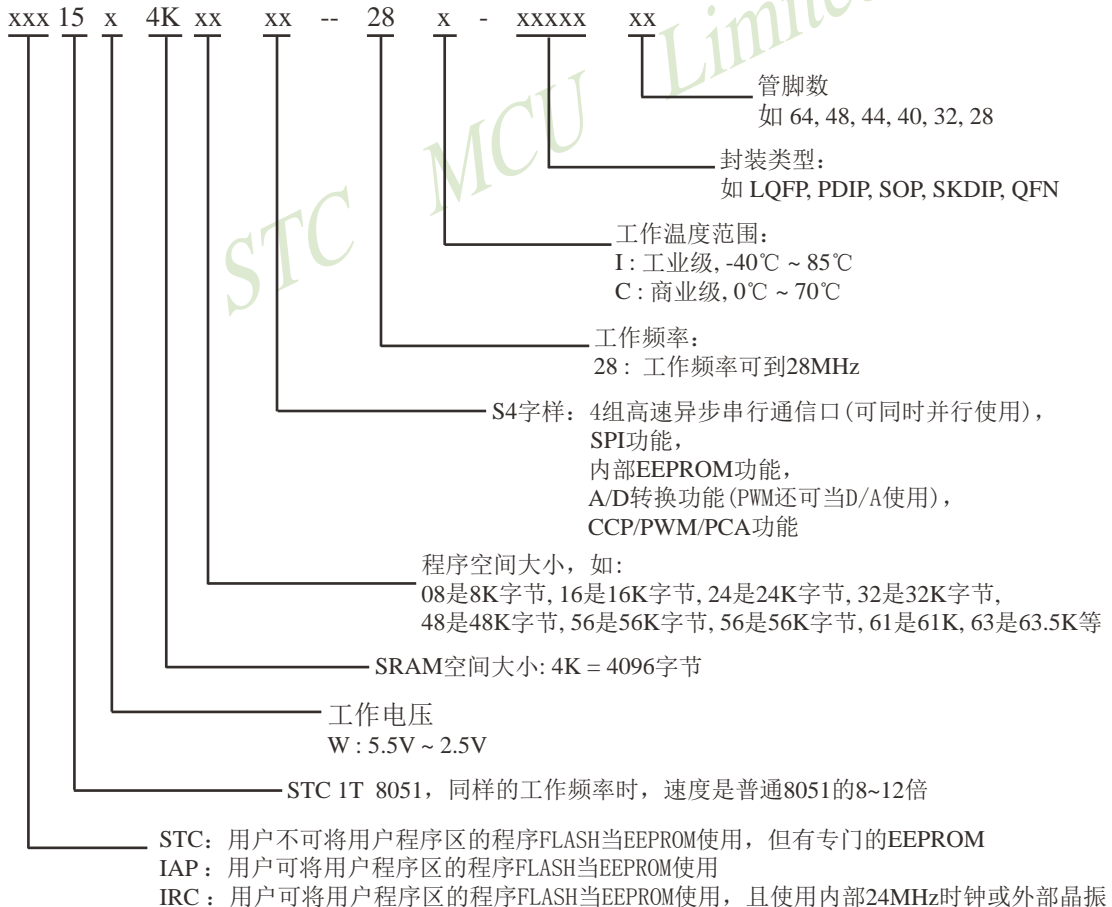 xxx 15 x 4K xx xx -- 28 x - xxxxx xx
管脚数
如 64, 48, 44, 40, 32, 28
封装类型：
如 LQFP, PDIP, SOP, SKDIP, QFN
工作温度范围：
I : 工业级, -40℃ ~ 85℃
C : 商业级, 0℃ ~ 70℃
工作频率：
28 : 工作频率可到28MHz
S4字样：4组高速异步串行通信口(可同时并行使用)，
SPI功能，
内部EEPROM功能，
A/D转换功能(PWM还可当D/A使用)，
CCP/PWM/PCA功能
程序空间大小，如：
08是8K字节, 16是16K字节, 24是24K字节, 32是32K字节,
48是48K字节, 56是56K字节, 56是56K字节, 61是61K, 63是63.5K等
SRAM空间大小: 4K = 4096字节
工作电压
W : 5.5V ~ 2.5V
STC 1T 8051，同样的工作频率时，速度是普通8051的8~12倍
STC：用户不可将用户程序区的程序FLASH当EEPROM使用，但有专门的EEPROM
IAP：用户可将用户程序区的程序FLASH当EEPROM使用
IRC：用户可将用户程序区的程序FLASH当EEPROM使用，且使用内部24MHz时钟或外部晶振
STC MCU Limite